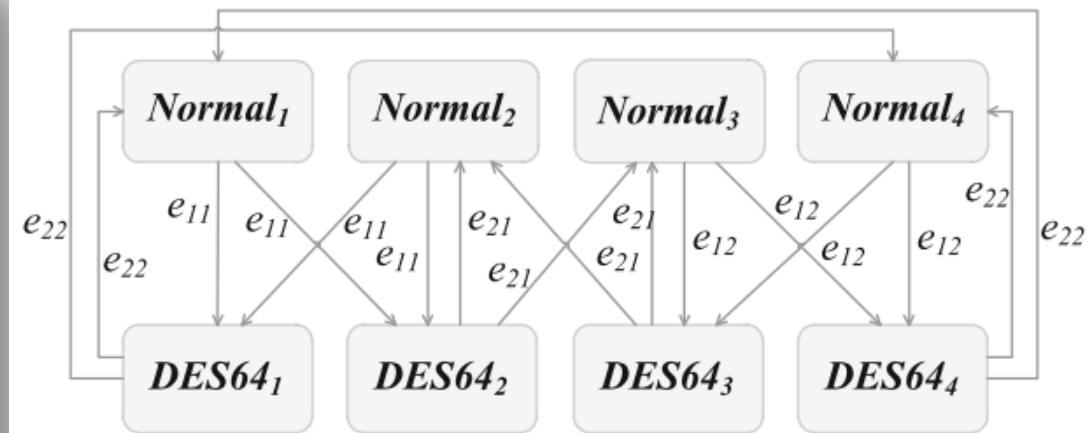 Normal₁ Normal₂ Normal₃ Normal₄
e₁₁ e₁₁ e₁₁ e₁₁ e₂₁ e₂₁ e₂₁ e₂₁ e₁₂ e₁₂ e₁₂ e₁₂
e₂₂ e₂₂ e₂₂ e₂₂
DES64₁ DES64₂ DES64₃ DES64₄